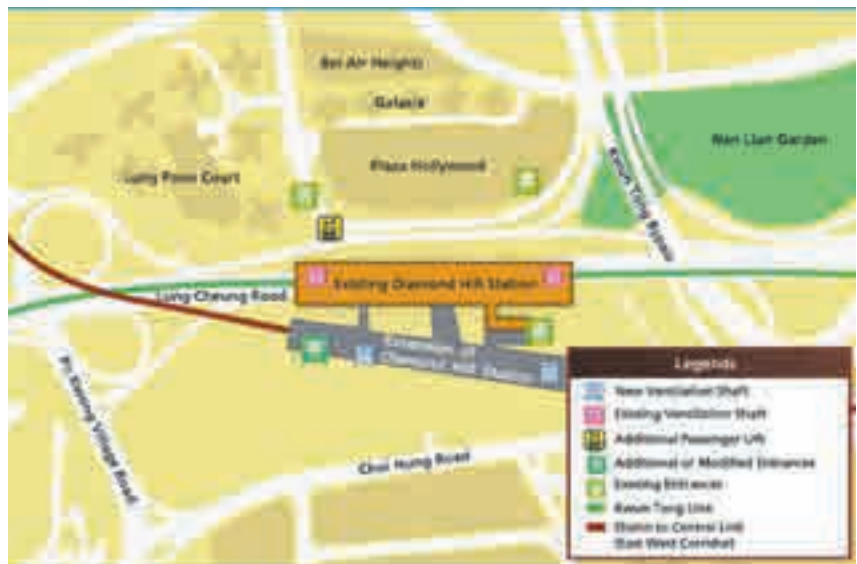 Bel Air Heights
Galaxia
Plaza Hollywood
Lung Poon Court
Nan Lian Garden
Kwun Tong Bypass
Existing Diamond Hill Station
Lung Cheung Road
Extension of
Diamond Hill Station
Po Kong Village Road
Choi Hung Road
Legends
New Ventilation Shaft
Existing Ventilation Shaft
Additional Passenger Lift
Additional or Modified Entrances
Existing Entrances
Kwun Tong Line
Shatin to Central Link
(East West Corridor)